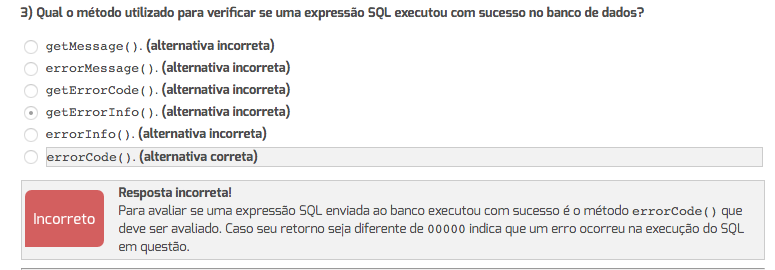 3) Qual o método utilizado para verificar se uma expressão SQL executou com sucesso no banco de dados?
getMessage(). (alternativa incorreta)
errorMessage(). (alternativa incorreta)
getErrorCode(). (alternativa incorreta)
getErrorInfo(). (alternativa incorreta)
errorInfo(). (alternativa incorreta)
errorCode(). (alternativa correta)
Resposta incorreta!
Incorreto
Para avaliar se uma expressão SQL enviada ao banco executou com sucesso é o método errorCode() que
deve ser avaliado. Caso seu retorno seja diferente de 00000 indica que um erro ocorreu na execução do SQL
em questão.